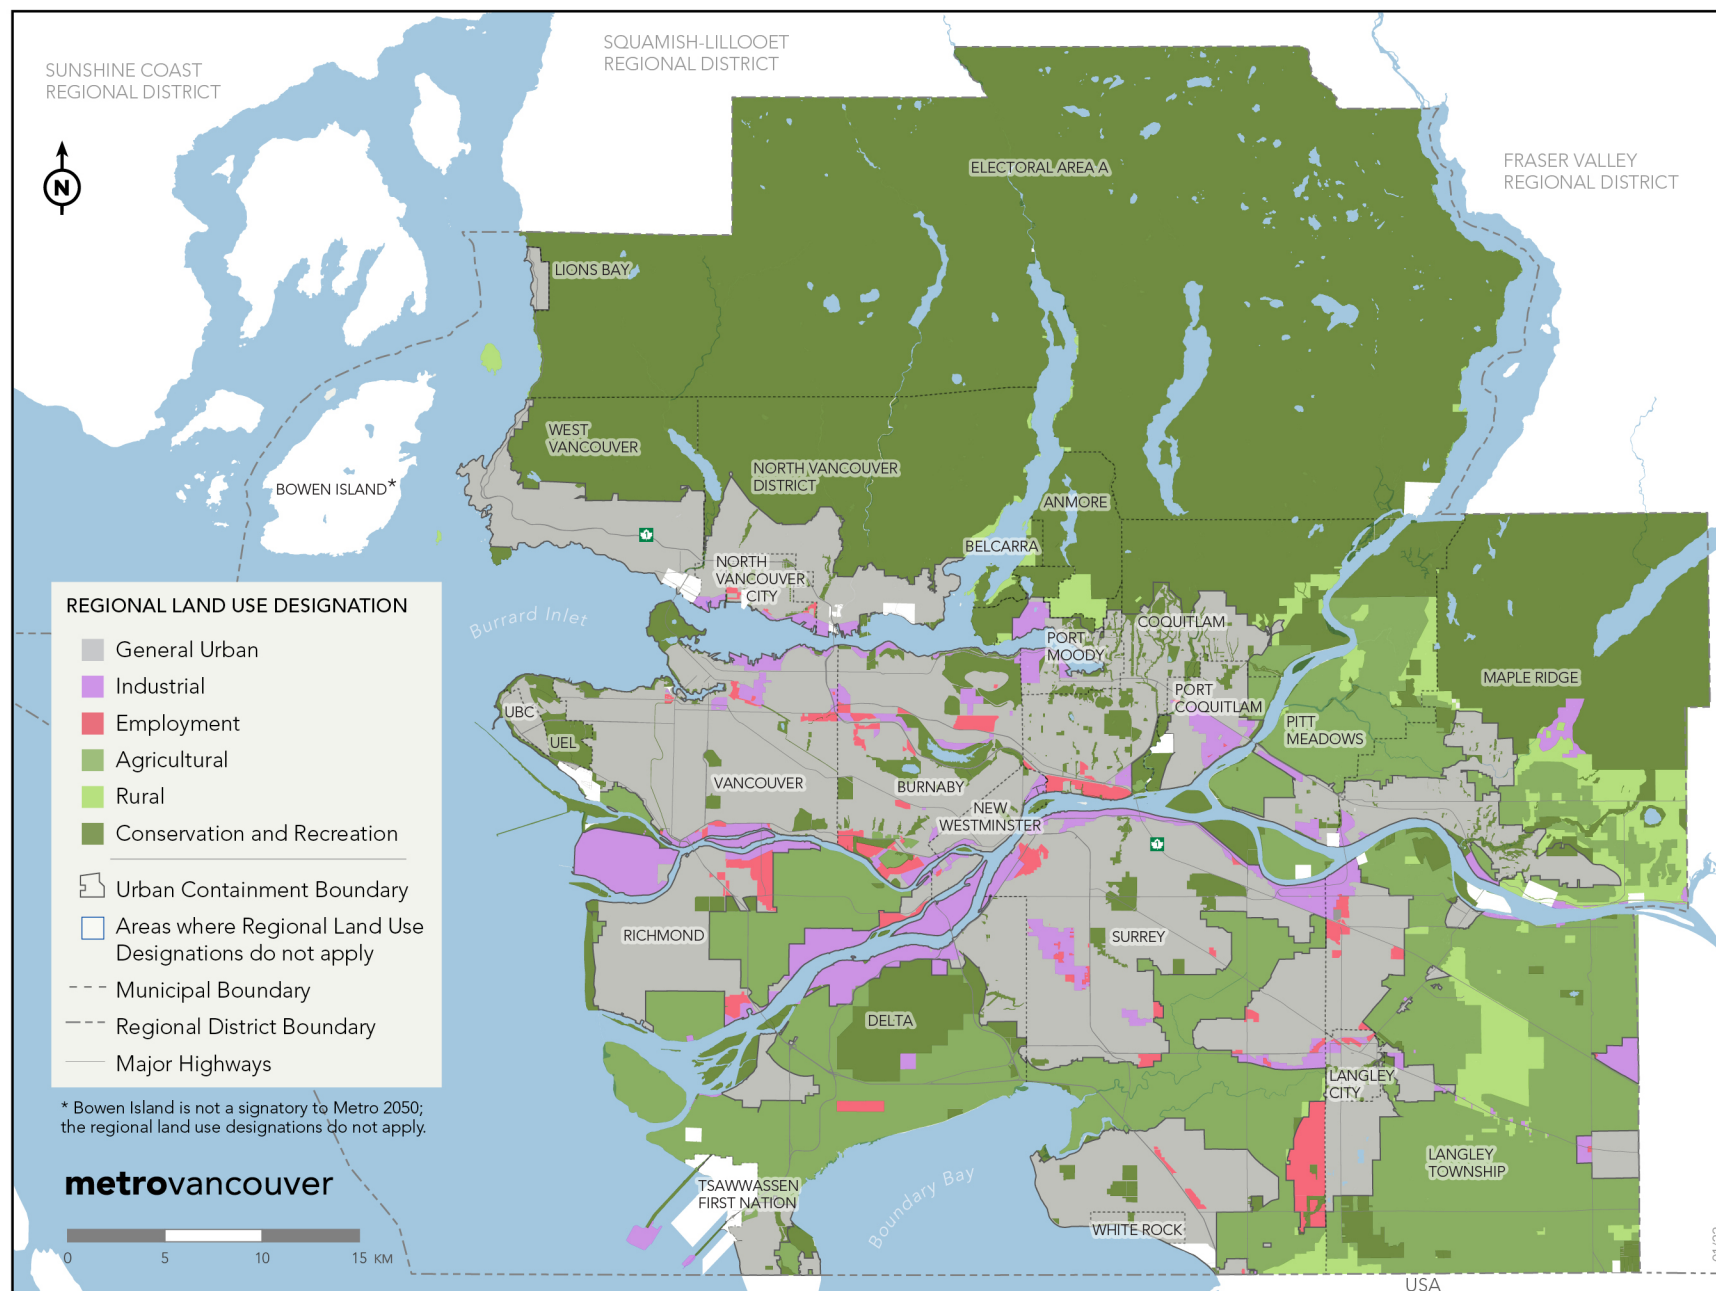 SUNSHINE COAST
REGIONAL DISTRICT
SQUAMISH-LILLOOET
REGIONAL DISTRICT
FRASER VALLEY
REGIONAL DISTRICT
N
ELECTORAL AREA A
LIONS BAY
WEST
VANCOUVER
NORTH VANCOUVER
DISTRICT
BOWEN ISLAND*
ANMORE
BELCARRA
1
NORTH
VANCOUVER
CITY
Burrard Inlet
COQUITLAM
PORT
MOODY
PORT
COQUITLAM
MAPLE RIDGE
PITT
MEADOWS
UBC
UEL
VANCOUVER
BURNABY
NEW
WESTMINSTER
1
RICHMOND
SURREY
DELTA
LANGLEY
CITY
LANGLEY
TOWNSHIP
TSAWWASSEN
FIRST NATION
Boundary Bay
WHITE ROCK
USA
REGIONAL LAND USE DESIGNATION
General Urban
Industrial
Employment
Agricultural
Rural
Conservation and Recreation
Urban Containment Boundary
Areas where Regional Land Use
Designations do not apply
Municipal Boundary
Regional District Boundary
Major Highways
* Bowen Island is not a signatory to Metro 2050;
the regional land use designations do not apply.
metrovancouver
0 5 10 15 KM